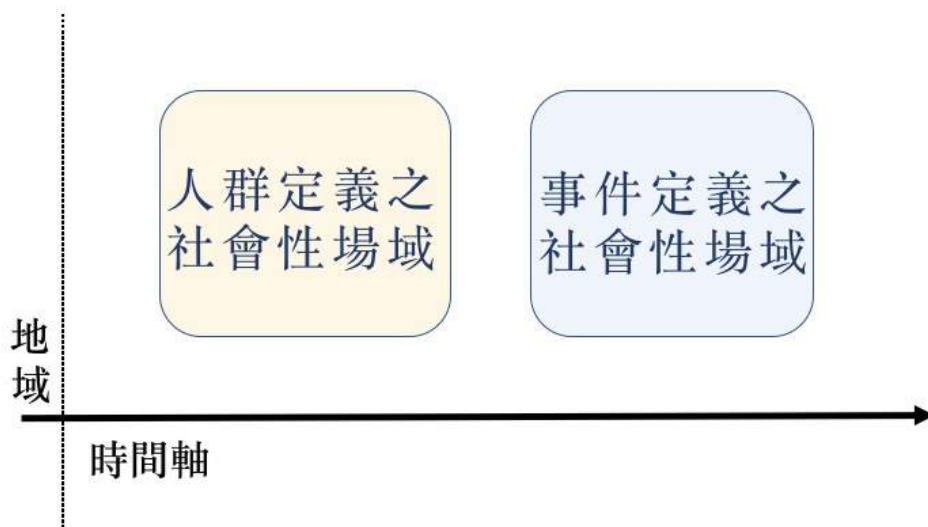 人群定義之
社會性場域
事件定義之
社會性場域
地
域
時間軸